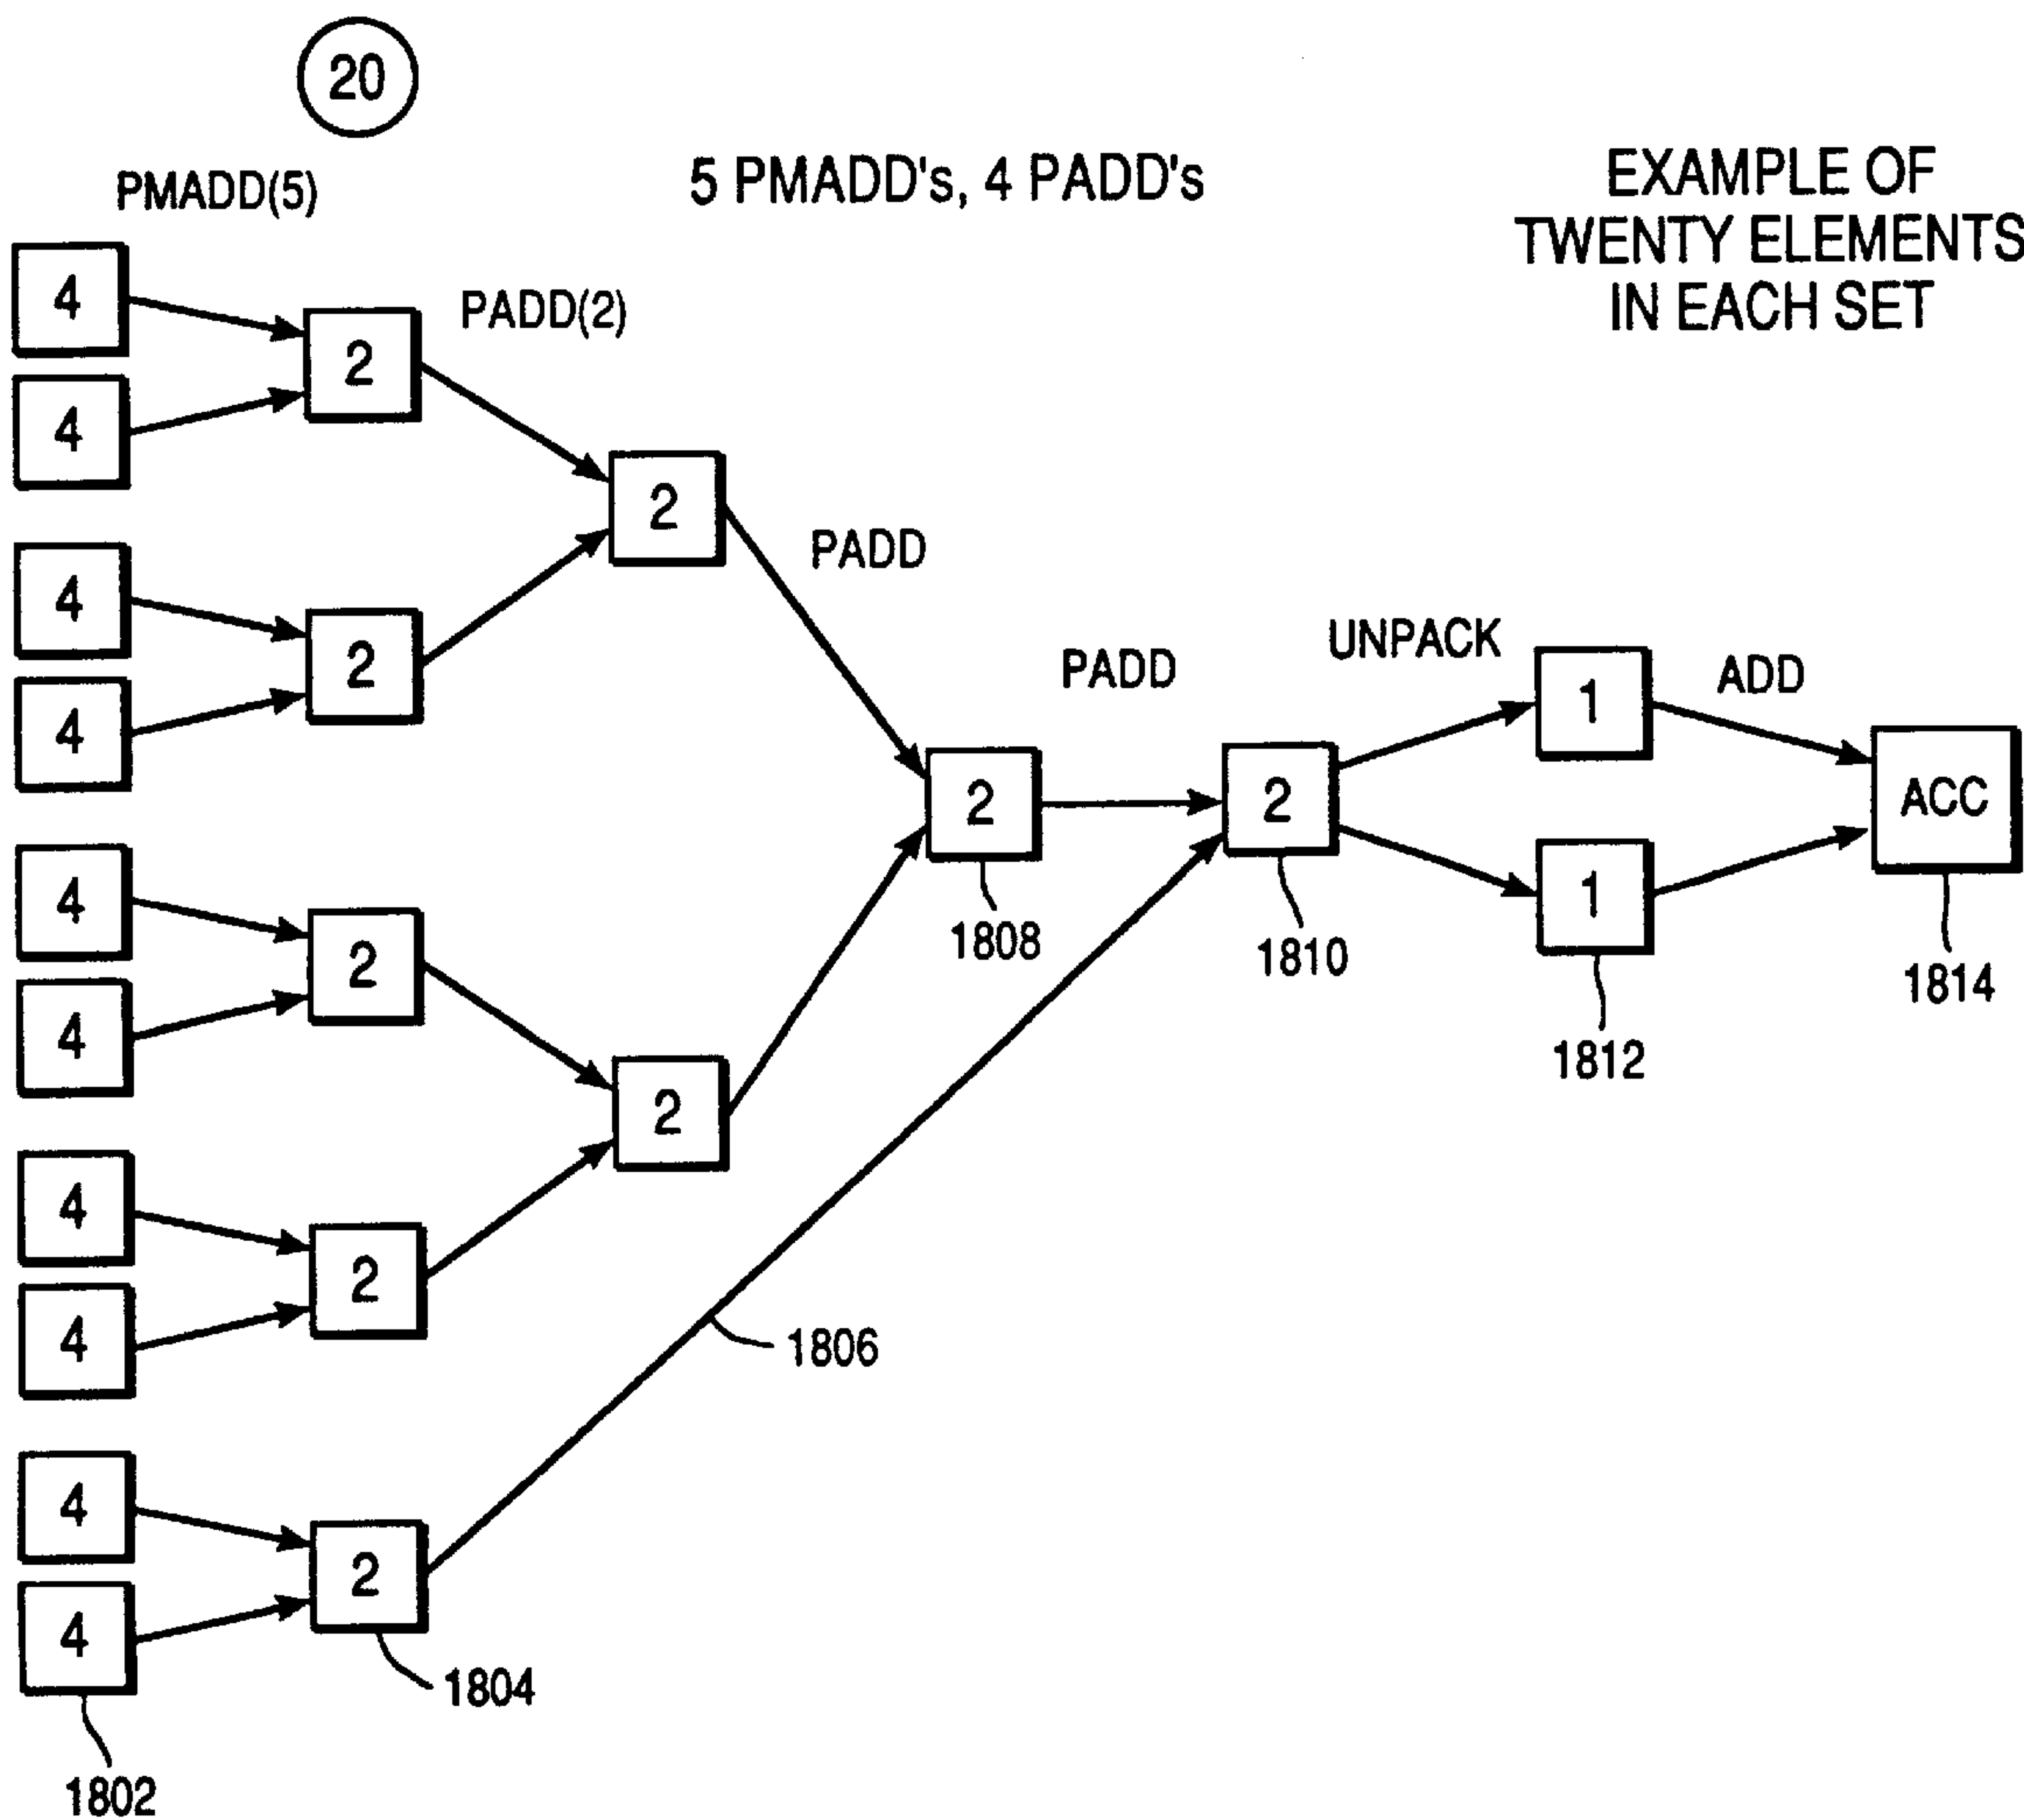 20
PMADD(5)
5 PMADD's, 4 PADD's
EXAMPLE OF
TWENTY ELEMENTS
IN EACH SET
4
4
2
PADD(2)
2
4
4
2
PADD
PADD
UNPACK
1
ADD
2
2
ACC
1
1808
1810
1812
1814
4
4
2
2
4
4
2
1806
4
4
2
1804
1802